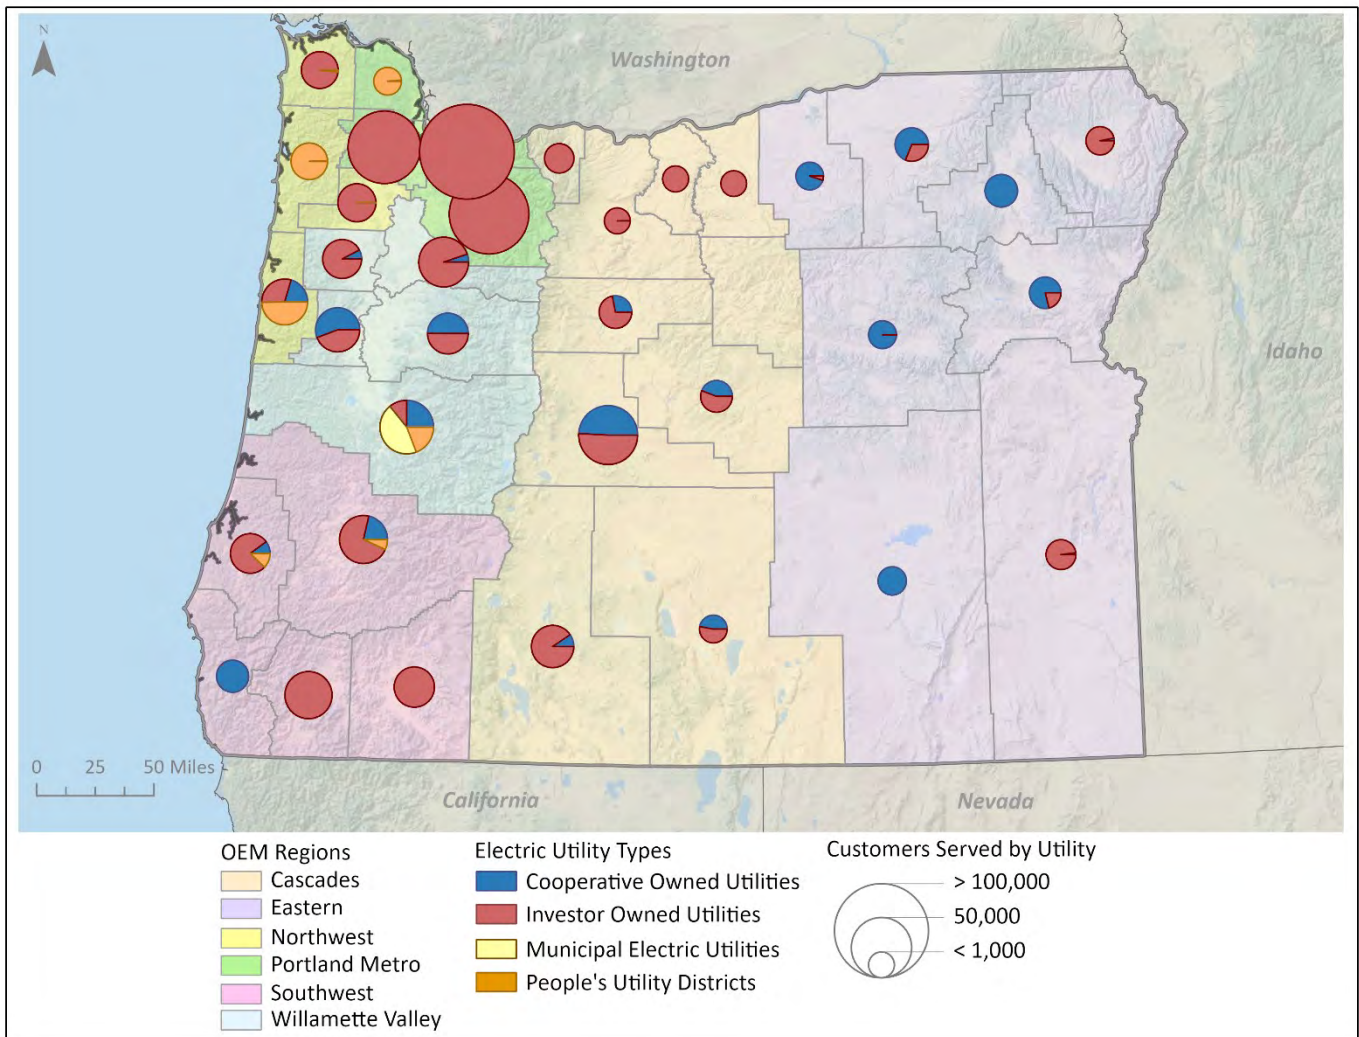 N
Washington
Idaho
0 25 50 Miles
California
Nevada
OEM Regions
Cascades
Eastern
Northwest
Portland Metro
Southwest
Willamette Valley
Electric Utility Types
Cooperative Owned Utilities
Investor Owned Utilities
Municipal Electric Utilities
People's Utility Districts
Customers Served by Utility
> 100,000
50,000
< 1,000